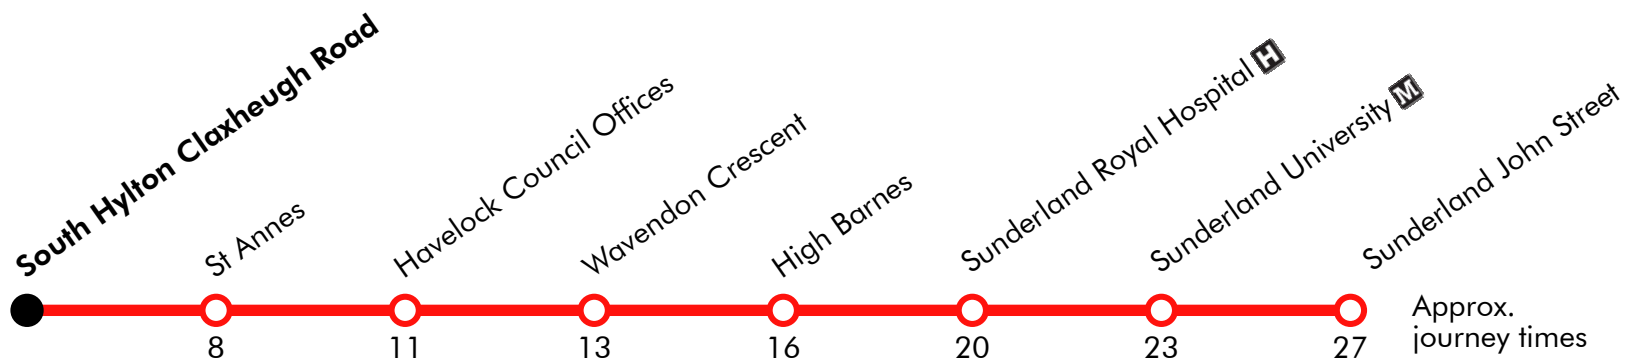 South Hylton Claxheugh Road
St Annes
Havelock Council Offices
Wavendon Crescent
High Barnes
Sunderland Royal Hospital H
Sunderland University M
Sunderland John Street
8 11 13 16 20 23 27
Approx.
journey times